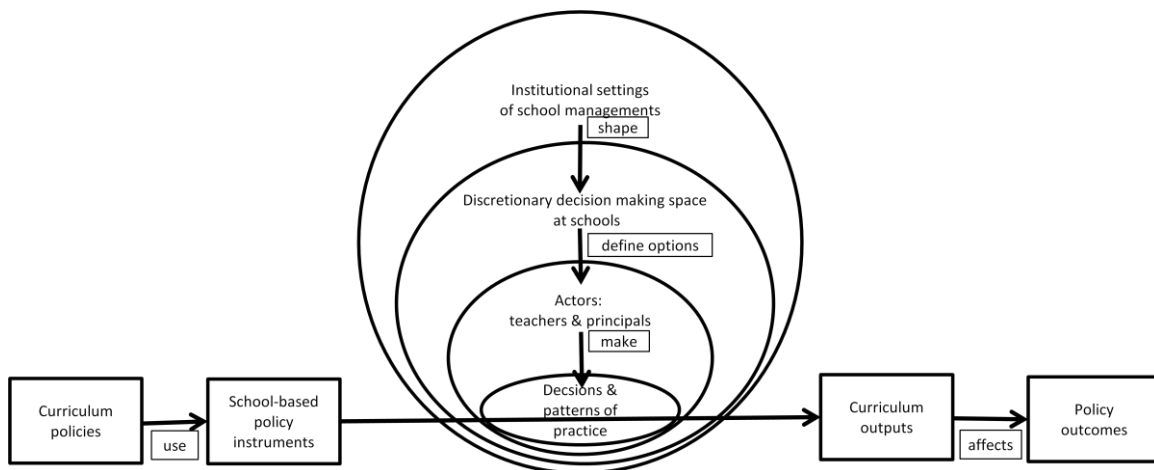 Institutional settings
of school managements
shape
Discretionary decision making space
at schools
define options
Actors:
teachers & principals
make
Decsions &
patterns of
practice
Curriculum
policies
use
School-based
policy
instruments
Curriculum
outputs
affects
Policy
outcomes